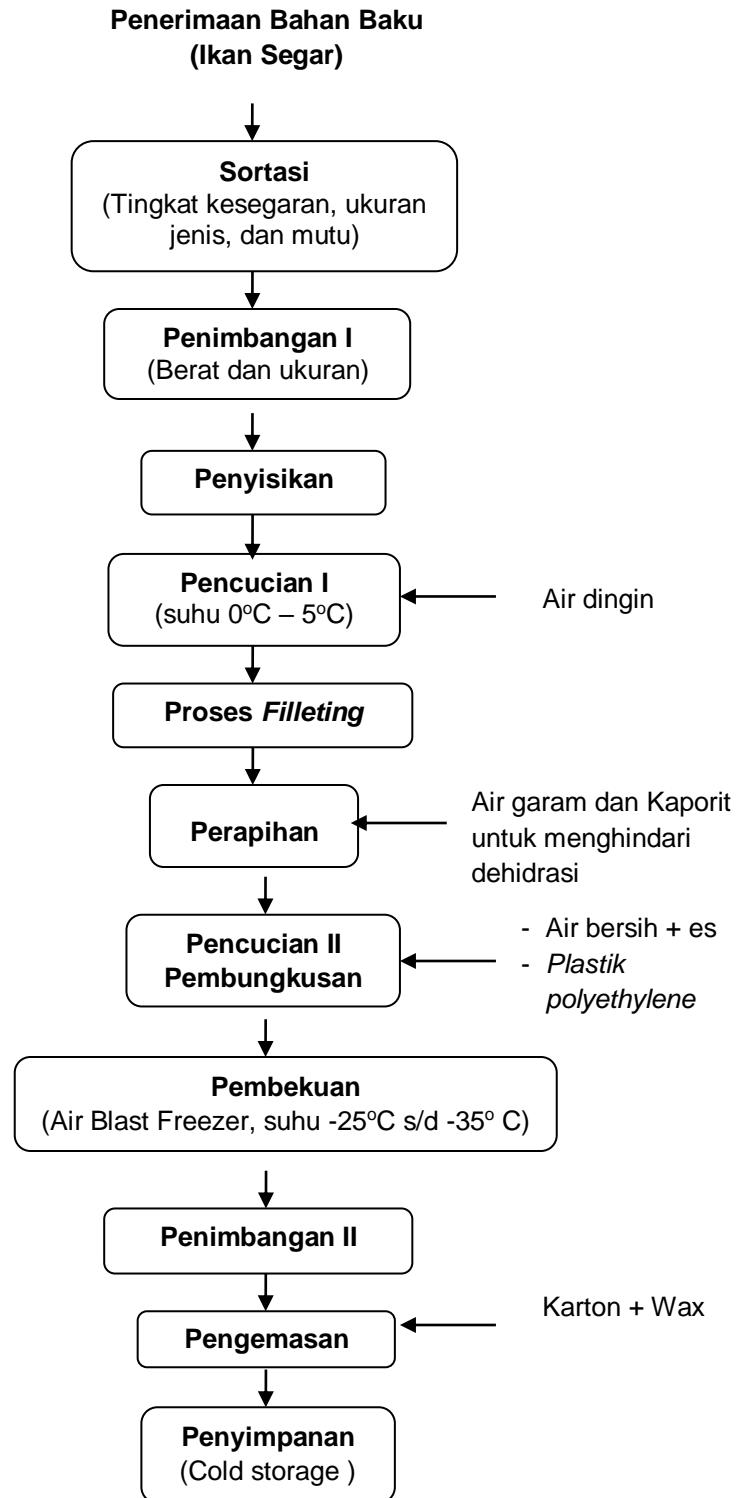 Penerimaan Bahan Baku
(Ikan Segar)
Sortasi
(Tingkat kesegaran, ukuran
jenis, dan mutu)
Penimbangan I
(Berat dan ukuran)
Penyisikan
Pencucian I
(suhu 0ºC – 5ºC)
Air dingin
Proses Filleting
Perapihan
Air garam dan Kaporit
untuk menghindari
dehidrasi
Pencucian II
Pembungkusan
- Air bersih + es
- Plastik
polyethylene
Pembekuan
(Air Blast Freezer, suhu -25ºC s/d -35º C)
Penimbangan II
Pengemasan
Karton + Wax
Penyimpanan
(Cold storage )